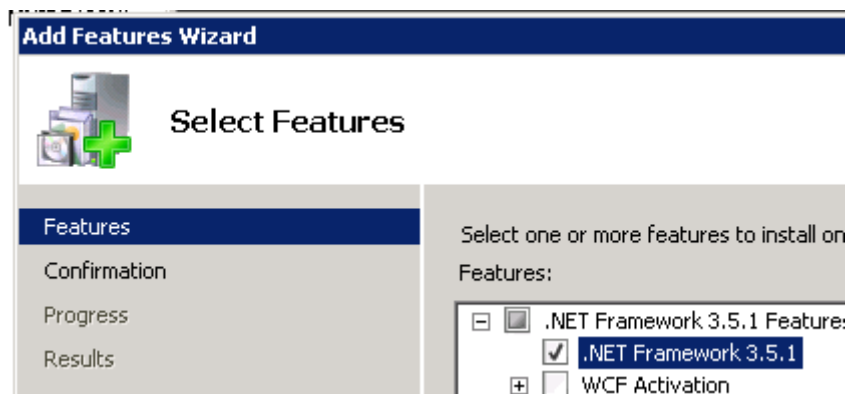 Add Features Wizard
Select Features
Features
Confirmation
Progress
Results
Select one or more features to install on
Features:
.NET Framework 3.5.1 Features
.NET Framework 3.5.1
WCF Activation